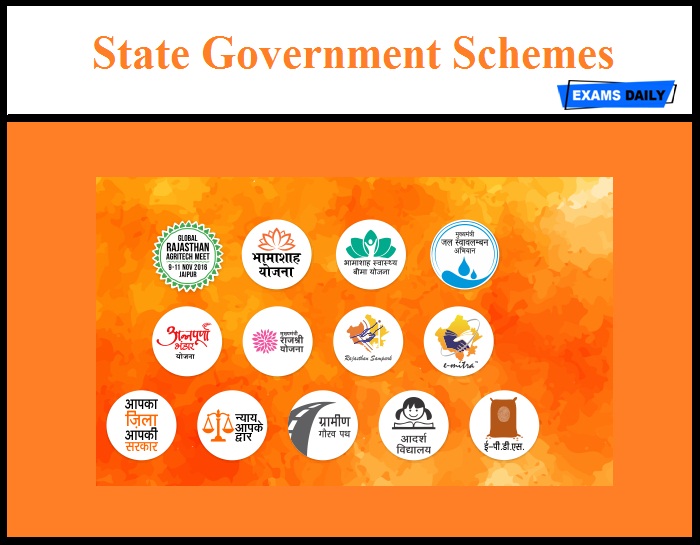 State Government Schemes
EXAMS DAILY
GLOBAL
RAJASTHAN
AGRITECH MEET
9-11 NOV 2016
JAIPUR
भामाशाह
योजना
भामाशाह स्वास्थ्य
बीमा योजना
मुख्यमंत्री
जल स्वावलम्बन
अभियान
अन्नपूर्णा
भंडार
योजना
मुख्यमंत्री
राजश्री
योजना
Rajasthan Sampark
e-mitra™
आपका
जिला
आपकी
सरकार
न्याय
आपके
द्वार
ग्रामीण
गौरव पथ
आदर्श
विद्यालय
ई-पी.डी.एस.